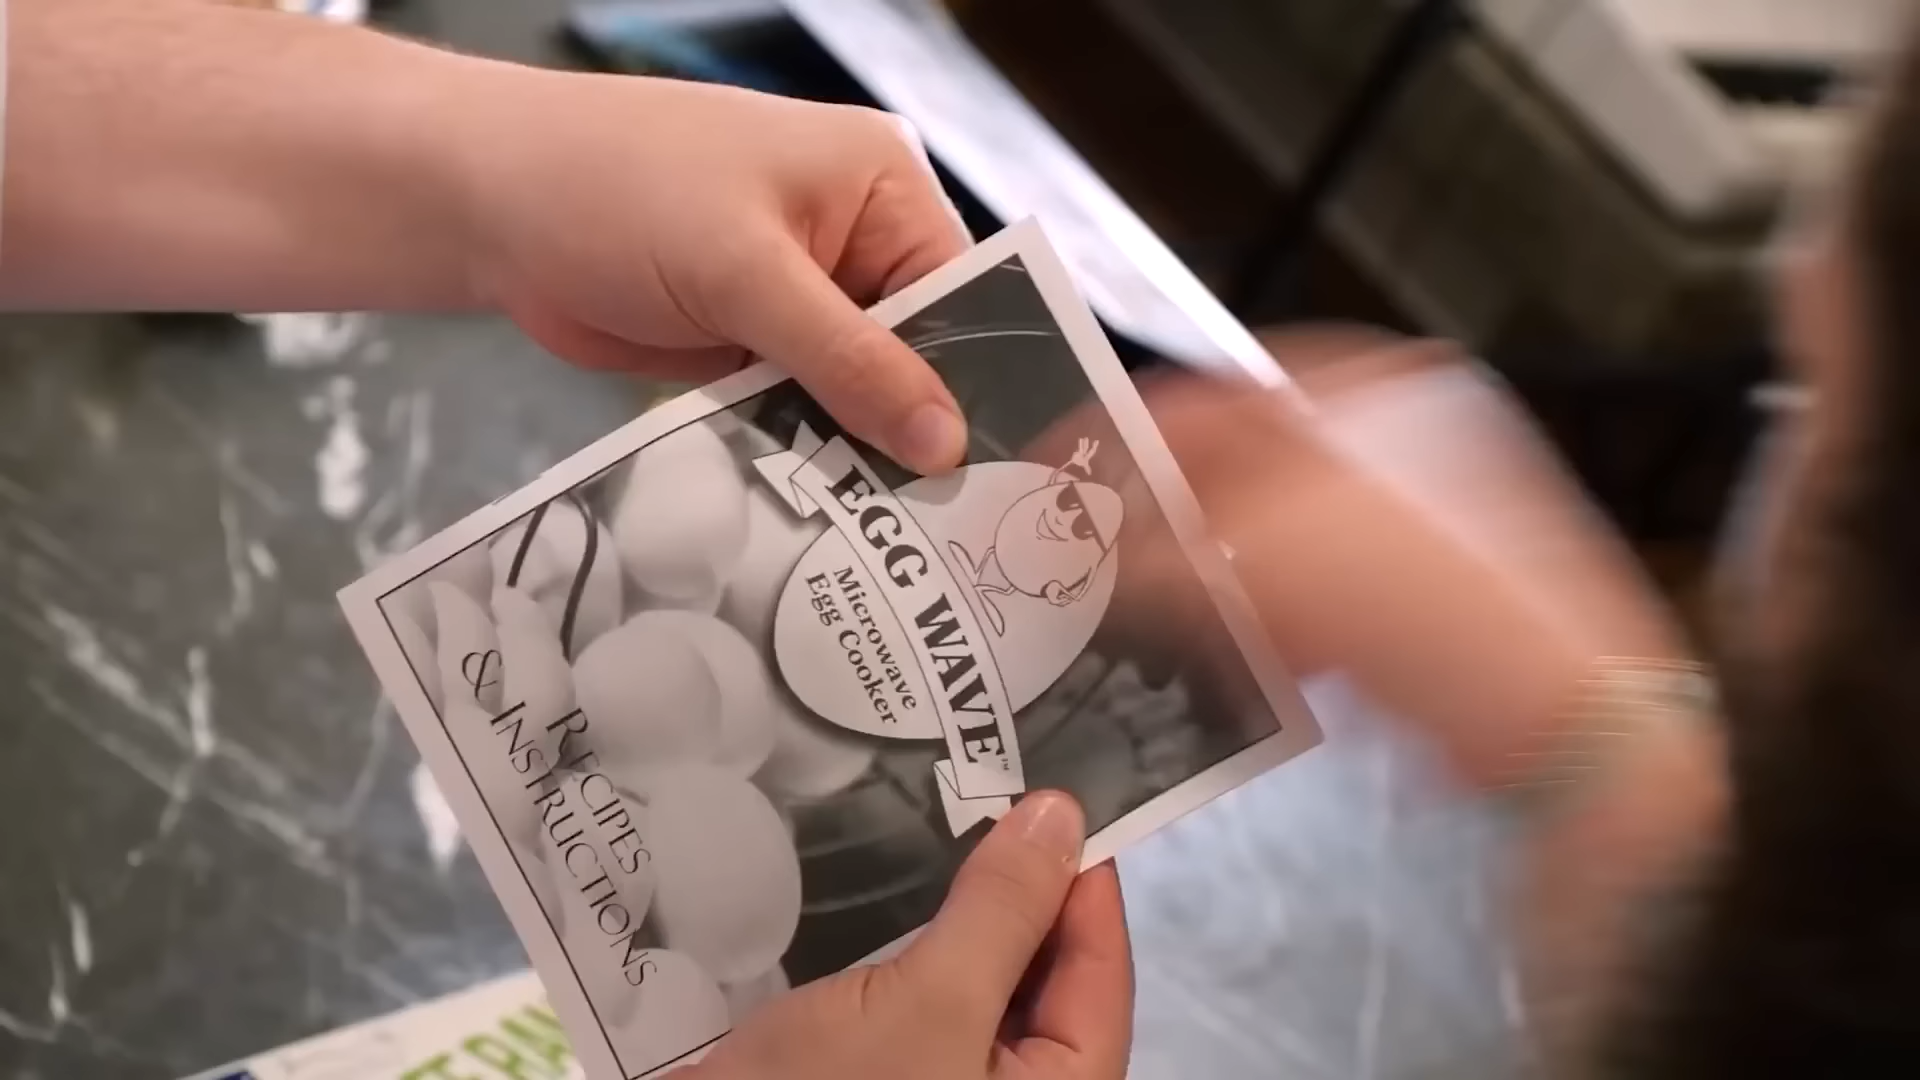 EGG WAVE™
Microwave
Egg Cooker
RECIPES
& INSTRUCTIONS